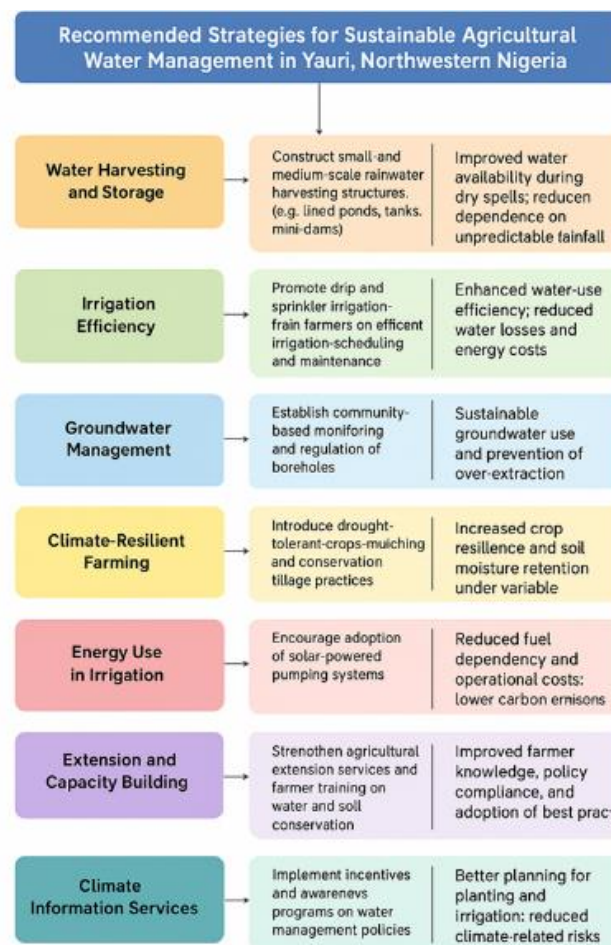 Recommended Strategies for Sustainable Agricultural
Water Management in Yauri, Northwestern Nigeria
Water Harvesting
and Storage
Construct small-and
medium-scale rainwater
harvesting structures.
(e.g. lined ponds, tanks.
mini-dams)
Improved water
availability during
dry spells; reducen
dependence on
unpredictable tainfall
Irrigation
Efficiency
Promote drip and
sprinkler irrigation-
frain farmers on efficent
irrigation-scheduling
and maintenance
Enhanced water-use
efficiency; reduced
water losses and
energy costs
Groundwater
Management
Establish community-
based moniforing
and regulation of
boreholes
Sustainable
groundwater use
and prevention of
over-extraction
Climate-Resilient
Farming
Introduce drought-
tolerant-crops-muiching
and conservation
tillage practices
Increased crop
resillence and soil
moisture retention
under variable
Energy Use
in Irrigation
Encourage adoption
of solar-powered
pumping systems
Reduced fuel
dependency and
operational costs:
lower carbon emisons
Extension and
Capacity Building
Strenthen agricultural
extension services and
farmer training on
water and soill
conservation
Improved farmer
knowledge, policy
compliance, and
adoption of best prac-
Climate
Information Services
Implement incentives
and awarenevs
programs on water
management policies
Better planning for
planting and
irrigation: reduced
climate-related risks